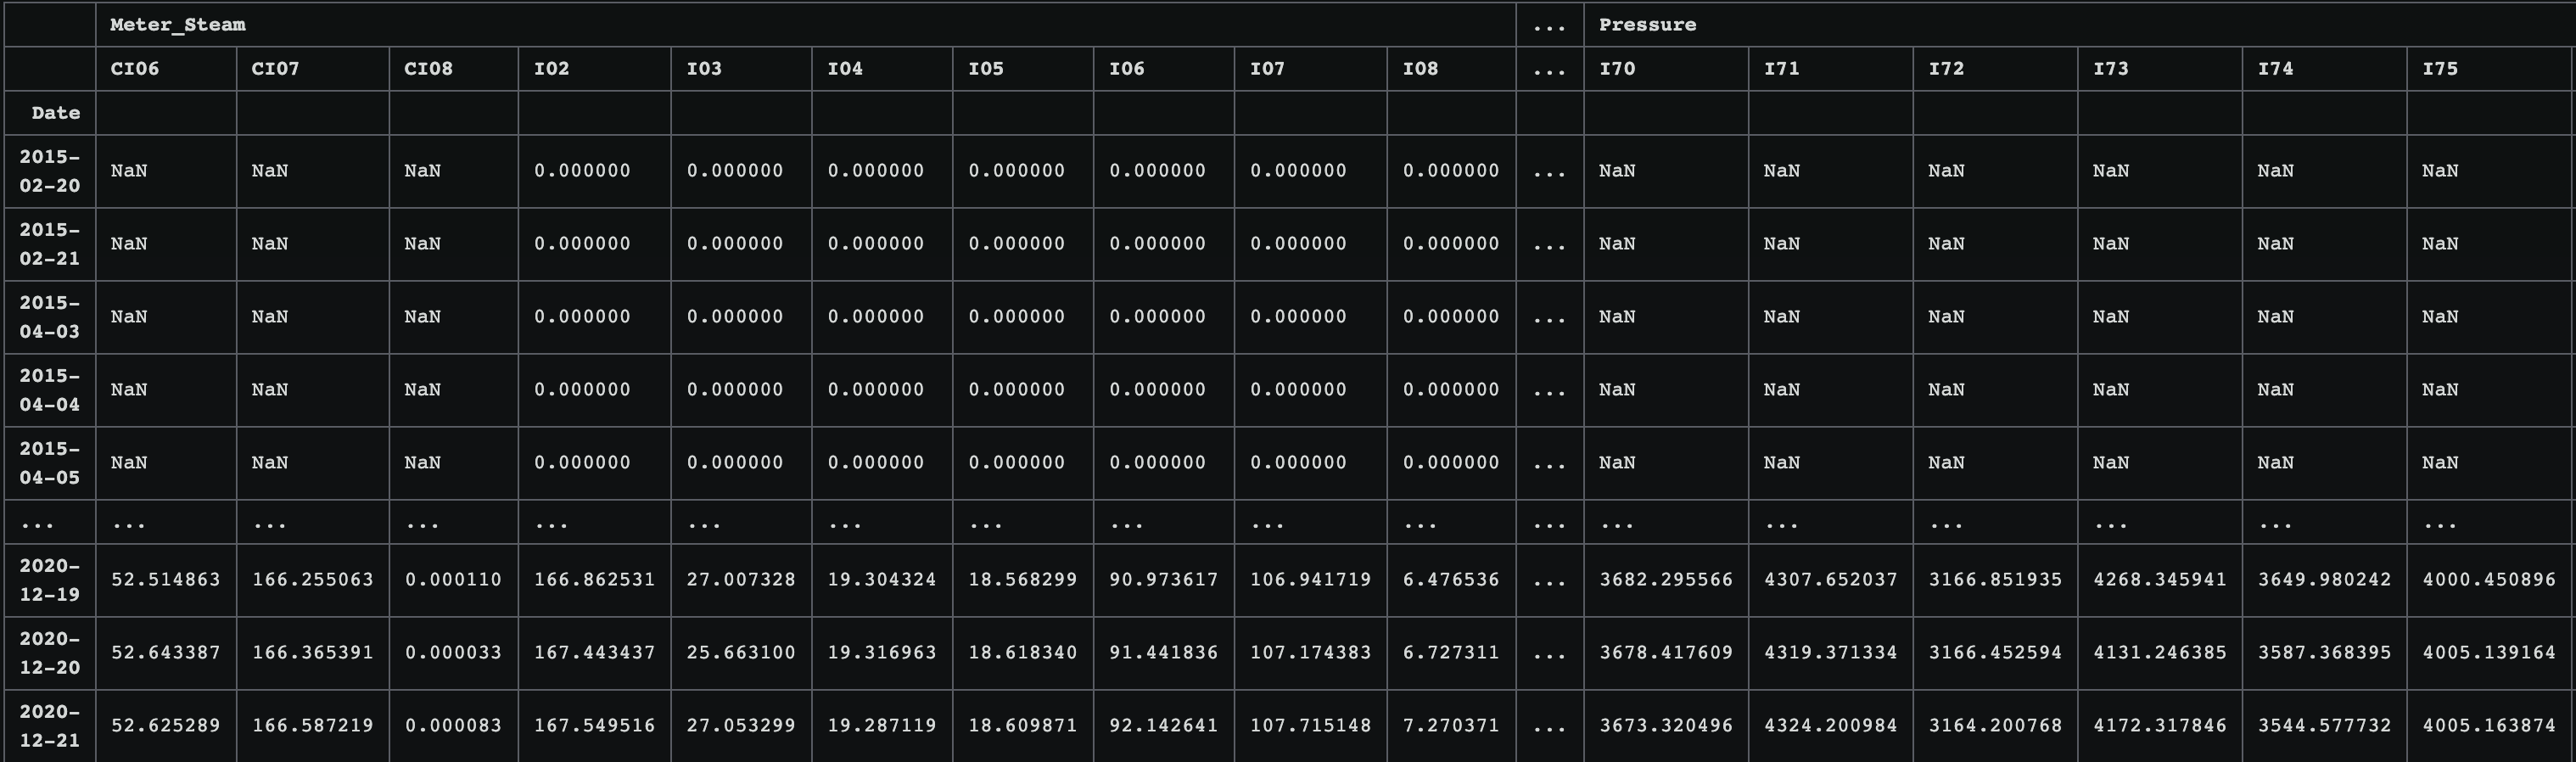 Meter_Steam ... Pressure
CI06 CI07 CI08 I02 I03 I04 I05 I06 I07 I08 ... I70 I71 I72 I73 I74 I75
Date
2015-
02-20 NaN NaN NaN 0.000000 0.000000 0.000000 0.000000 0.000000 0.000000 0.000000 ... NaN NaN NaN NaN NaN NaN
2015-
02-21 NaN NaN NaN 0.000000 0.000000 0.000000 0.000000 0.000000 0.000000 0.000000 ... NaN NaN NaN NaN NaN NaN
2015-
04-03 NaN NaN NaN 0.000000 0.000000 0.000000 0.000000 0.000000 0.000000 0.000000 ... NaN NaN NaN NaN NaN NaN
2015-
04-04 NaN NaN NaN 0.000000 0.000000 0.000000 0.000000 0.000000 0.000000 0.000000 ... NaN NaN NaN NaN NaN NaN
2015-
04-05 NaN NaN NaN 0.000000 0.000000 0.000000 0.000000 0.000000 0.000000 0.000000 ... NaN NaN NaN NaN NaN NaN
... ... ... ... ... ... ... ... ... ... ... ... ... ... ... ... ... ...
2020-
12-19 52.514863 166.255063 0.000110 166.862531 27.007328 19.304324 18.568299 90.973617 106.941719 6.476536 ... 3682.295566 4307.652037 3166.851935 4268.345941 3649.980242 4000.450896
2020-
12-20 52.643387 166.365391 0.000033 167.443437 25.663100 19.316963 18.618340 91.441836 107.174383 6.727311 ... 3678.417609 4319.371334 3166.452594 4131.246385 3587.368395 4005.139164
2020-
12-21 52.625289 166.587219 0.000083 167.549516 27.053299 19.287119 18.609871 92.142641 107.715148 7.270371 ... 3673.320496 4324.200984 3164.200768 4172.317846 3544.577732 4005.163874